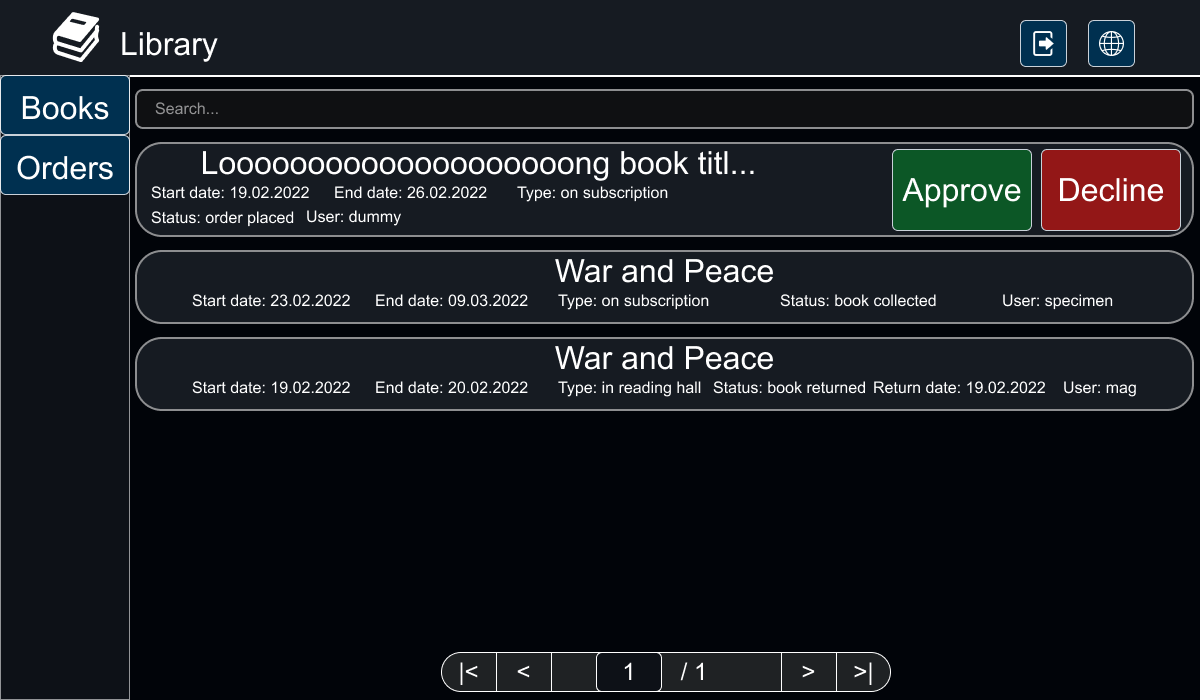 Library
Books
Orders
Search...
Looooooooooooooooooooong book titl...
Start date: 19.02.2022 End date: 26.02.2022 Type: on subscription
Status: order placed User: dummy
Approve Decline
War and Peace
Start date: 23.02.2022 End date: 09.03.2022 Type: on subscription Status: book collected User: specimen
War and Peace
Start date: 19.02.2022 End date: 20.02.2022 Type: in reading hall Status: book returned Return date: 19.02.2022 User: mag
|< < 1 / 1 > >|